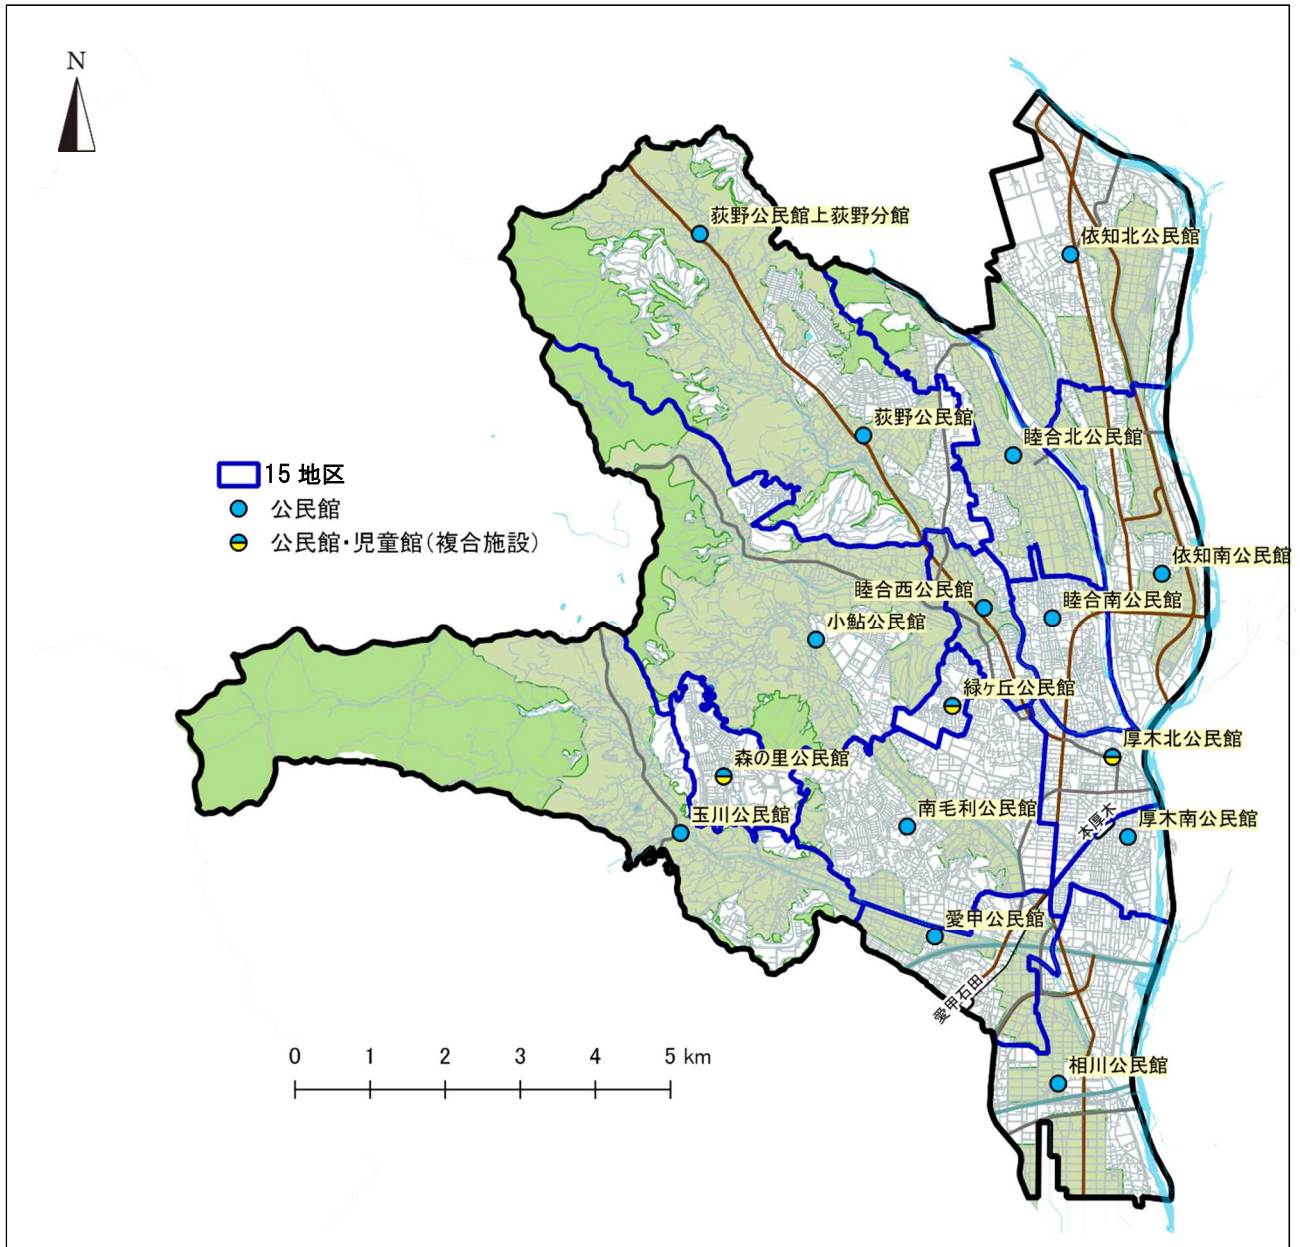 N
荻野公民館上荻野分館
依知北公民館
荻野公民館
睦合北公民館
15 地区
公民館
公民館・児童館(複合施設)
依知南公民館
睦合西公民館
睦合南公民館
小鮎公民館
緑ヶ丘公民館
厚木北公民館
森の里公民館
玉川公民館
南毛利公民館
本厚木
厚木南公民館
愛甲公民館
愛甲石田
0 1 2 3 4 5 km
相川公民館